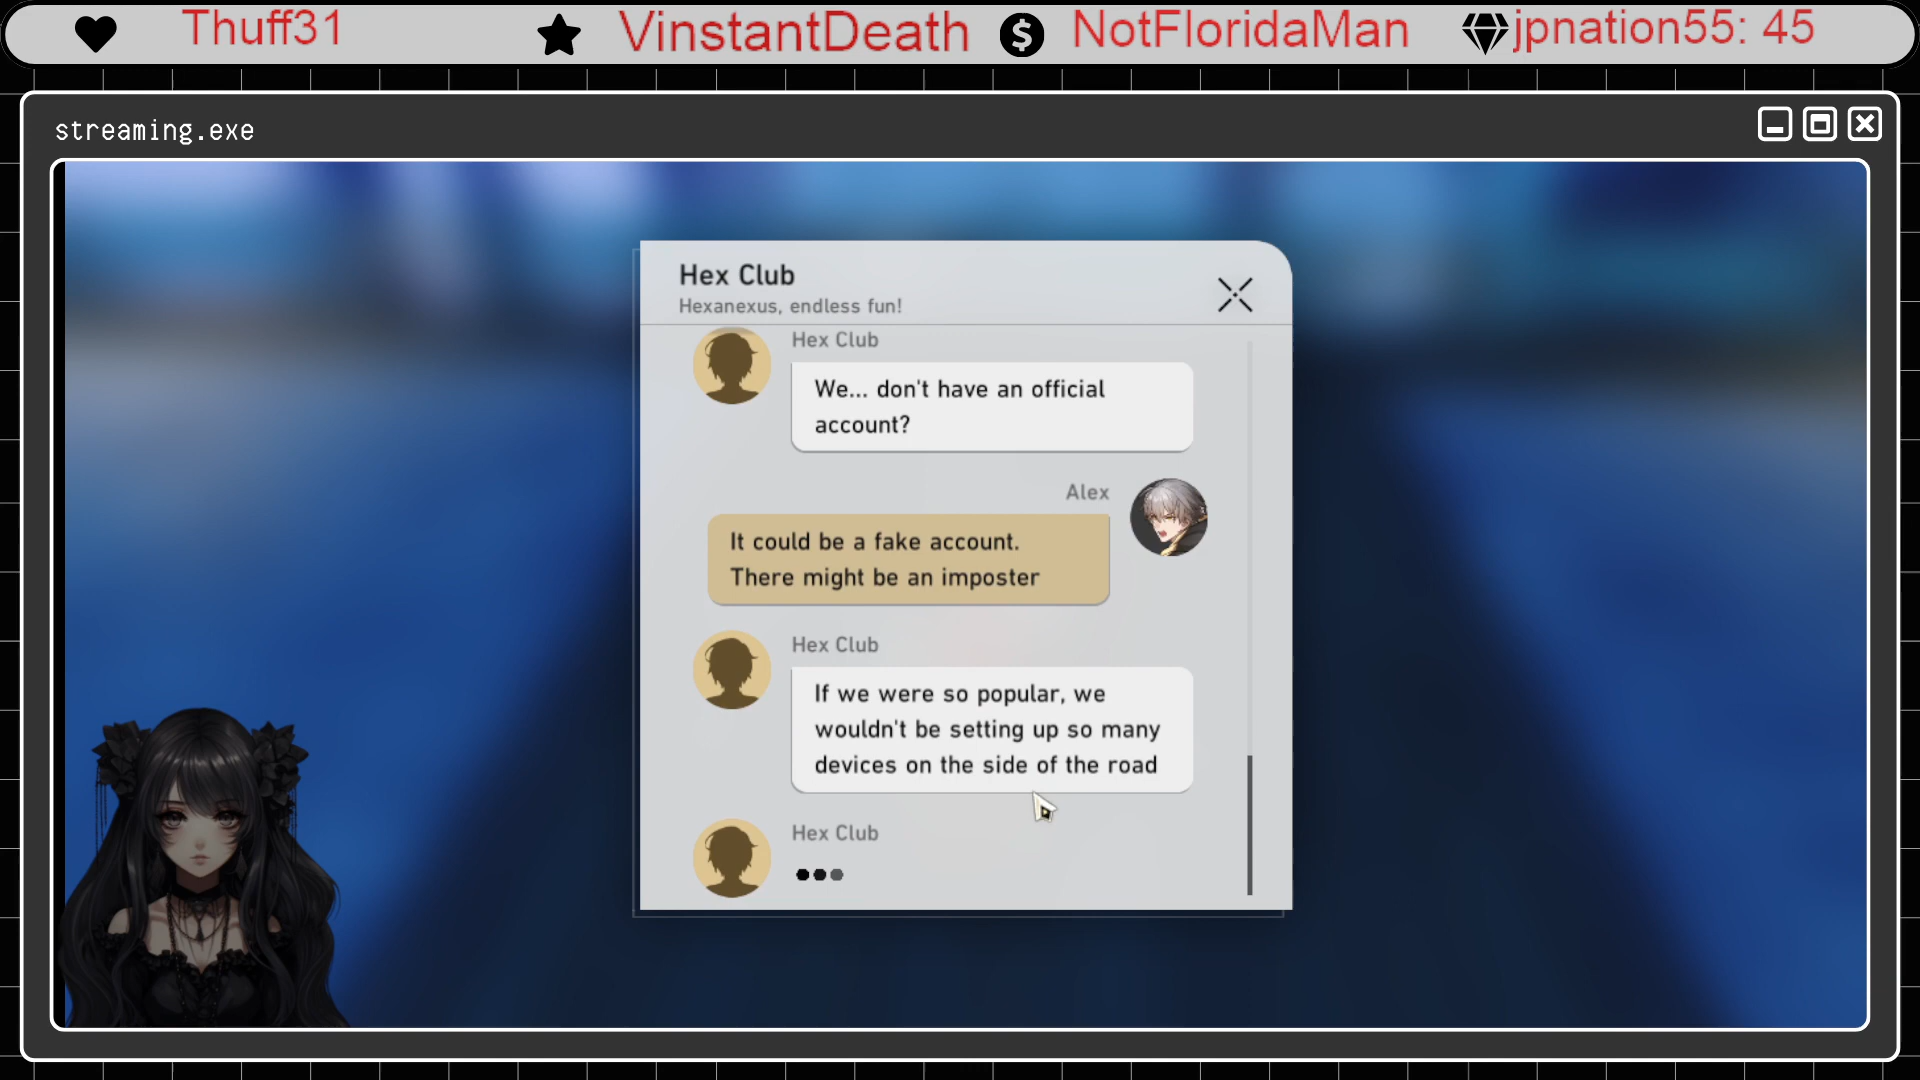 Thuff31
VinstantDeath
NotFloridaMan
jpnation55: 45
streaming.exe
Hex Club
Hexanexus, endless fun!
Hex Club
We... don't have an official
account?
Alex
It could be a fake account.
There might be an imposter
Hex Club
If we were so popular, we
wouldn't be setting up so many
devices on the side of the road
Hex Club